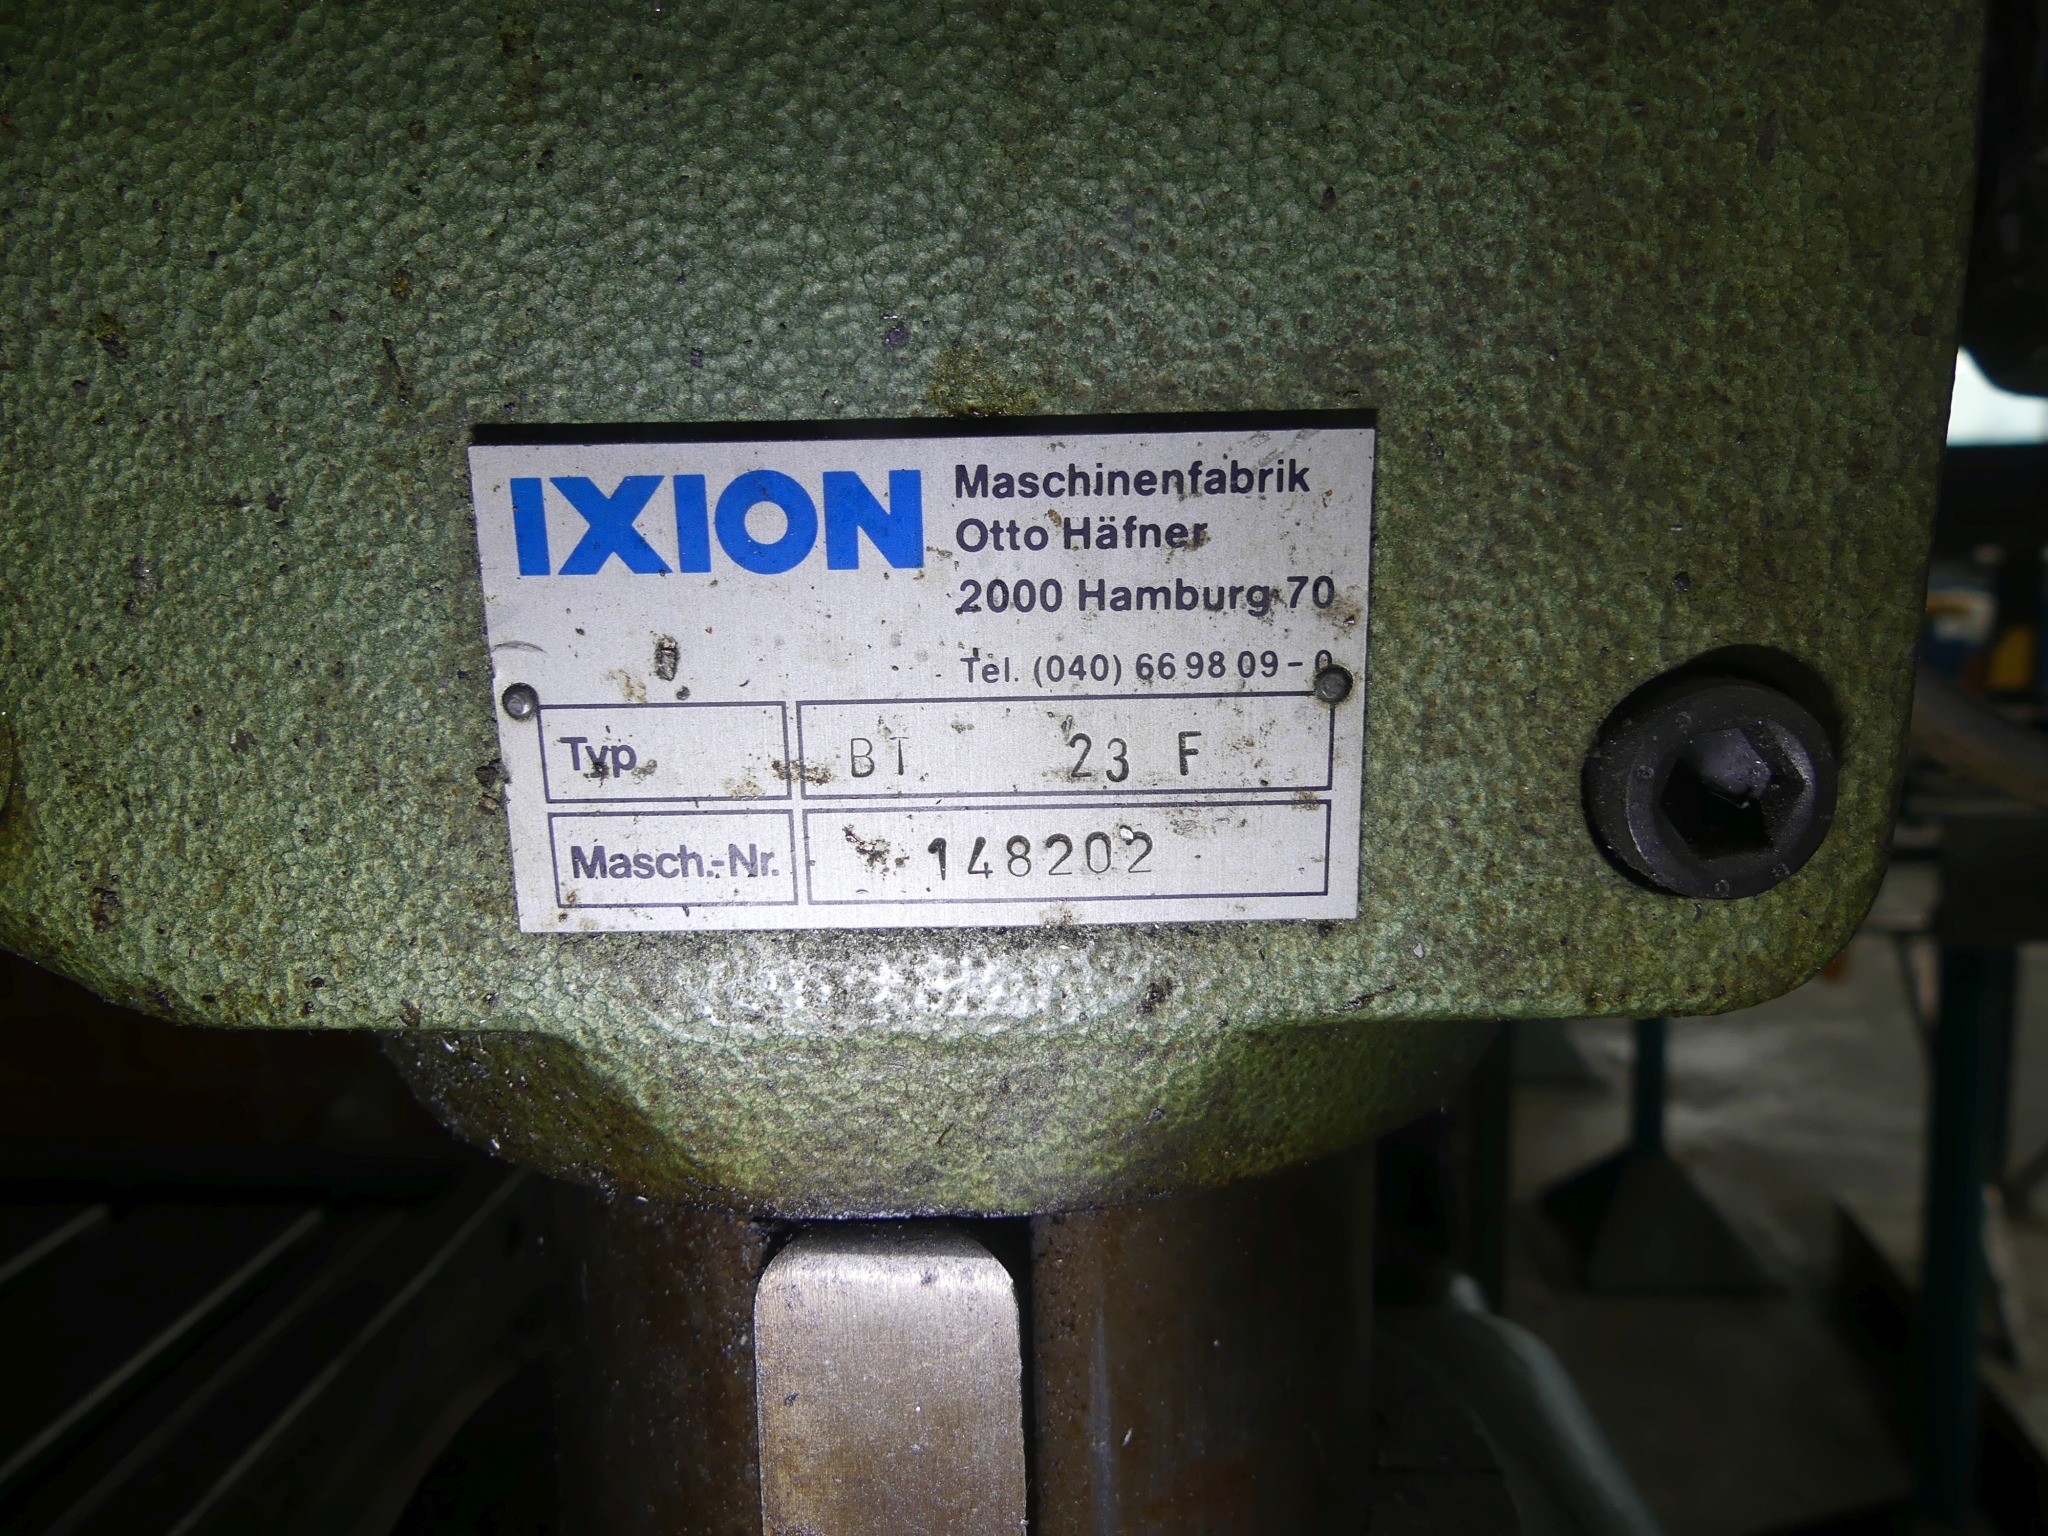 IXION
Maschinenfabrik
Otto Häfner
2000 Hamburg 70
Tel. (040) 66 98 09 - 0
Typ BT 23 F
Masch.-Nr. 148202